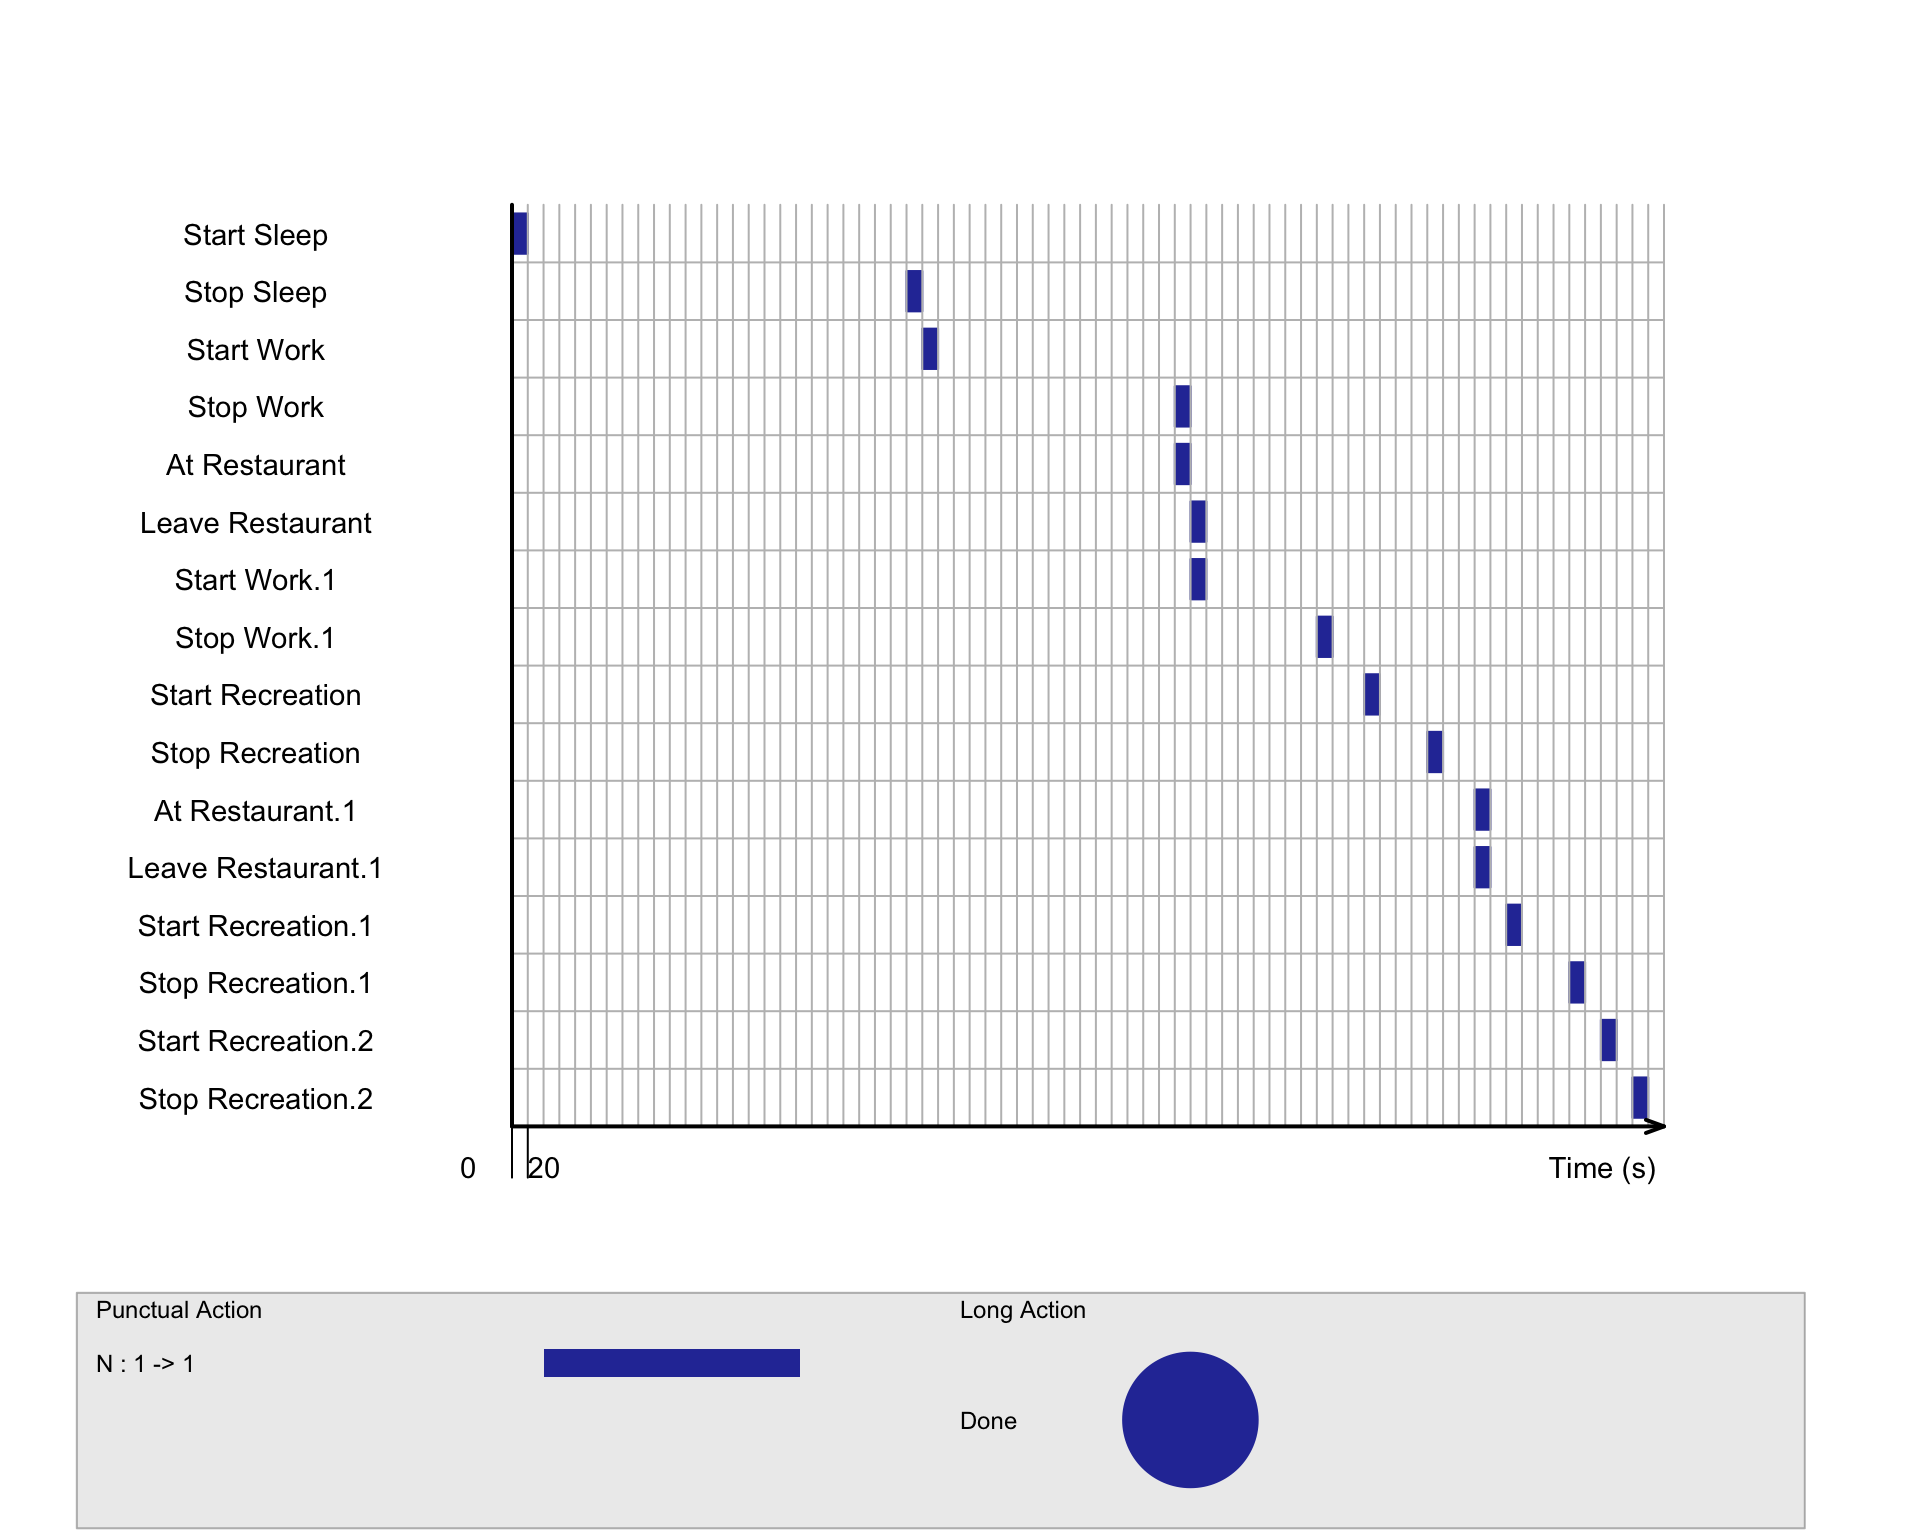 Start Sleep
Stop Sleep
Start Work
Stop Work
At Restaurant
Leave Restaurant
Start Work.1
Stop Work.1
Start Recreation
Stop Recreation
At Restaurant.1
Leave Restaurant.1
Start Recreation.1
Stop Recreation.1
Start Recreation.2
Stop Recreation.2
0 20 Time (s)
Punctual Action Long Action
N : 1 -> 1
Done